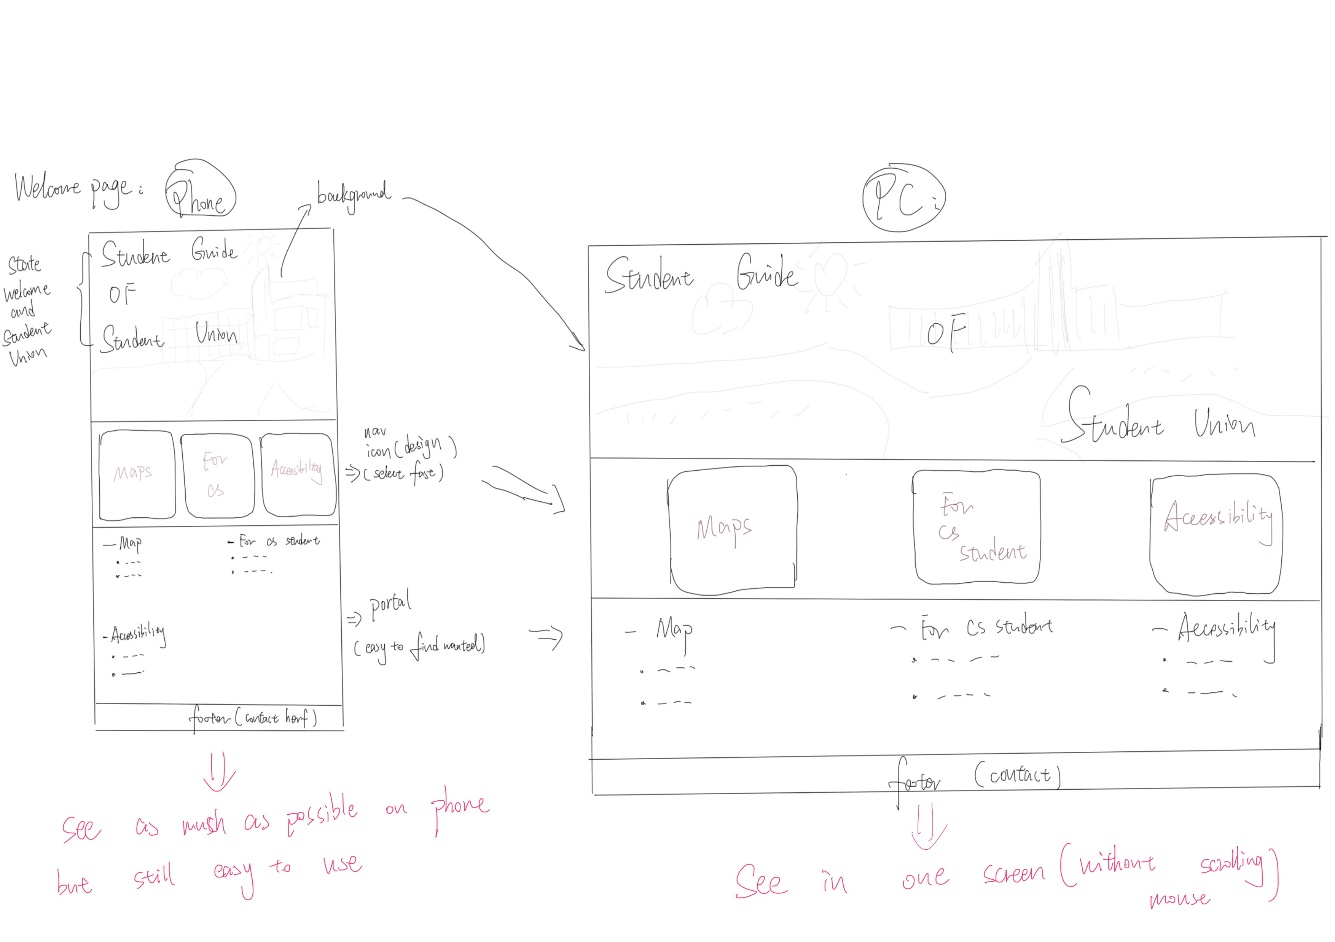 Welcome page:
Phone
background
State
welcome
and
Student
Union
Student Guide
OF
Student Union
Maps
For
cs
Accessibility
nav
icon(design)
(select fast)
- Map
- For cs student
- Accessibility
portal
(easy to find wanted)
footer (contact herf)
see as mush as possible on phone
but still easy to use
PC:
Student Guide
OF
Student Union
Maps
For
cs
student
Accessibility
- Map
- For cs student
- Accessibility
footer (contact)
See in one screen (without scrolling)
mouse